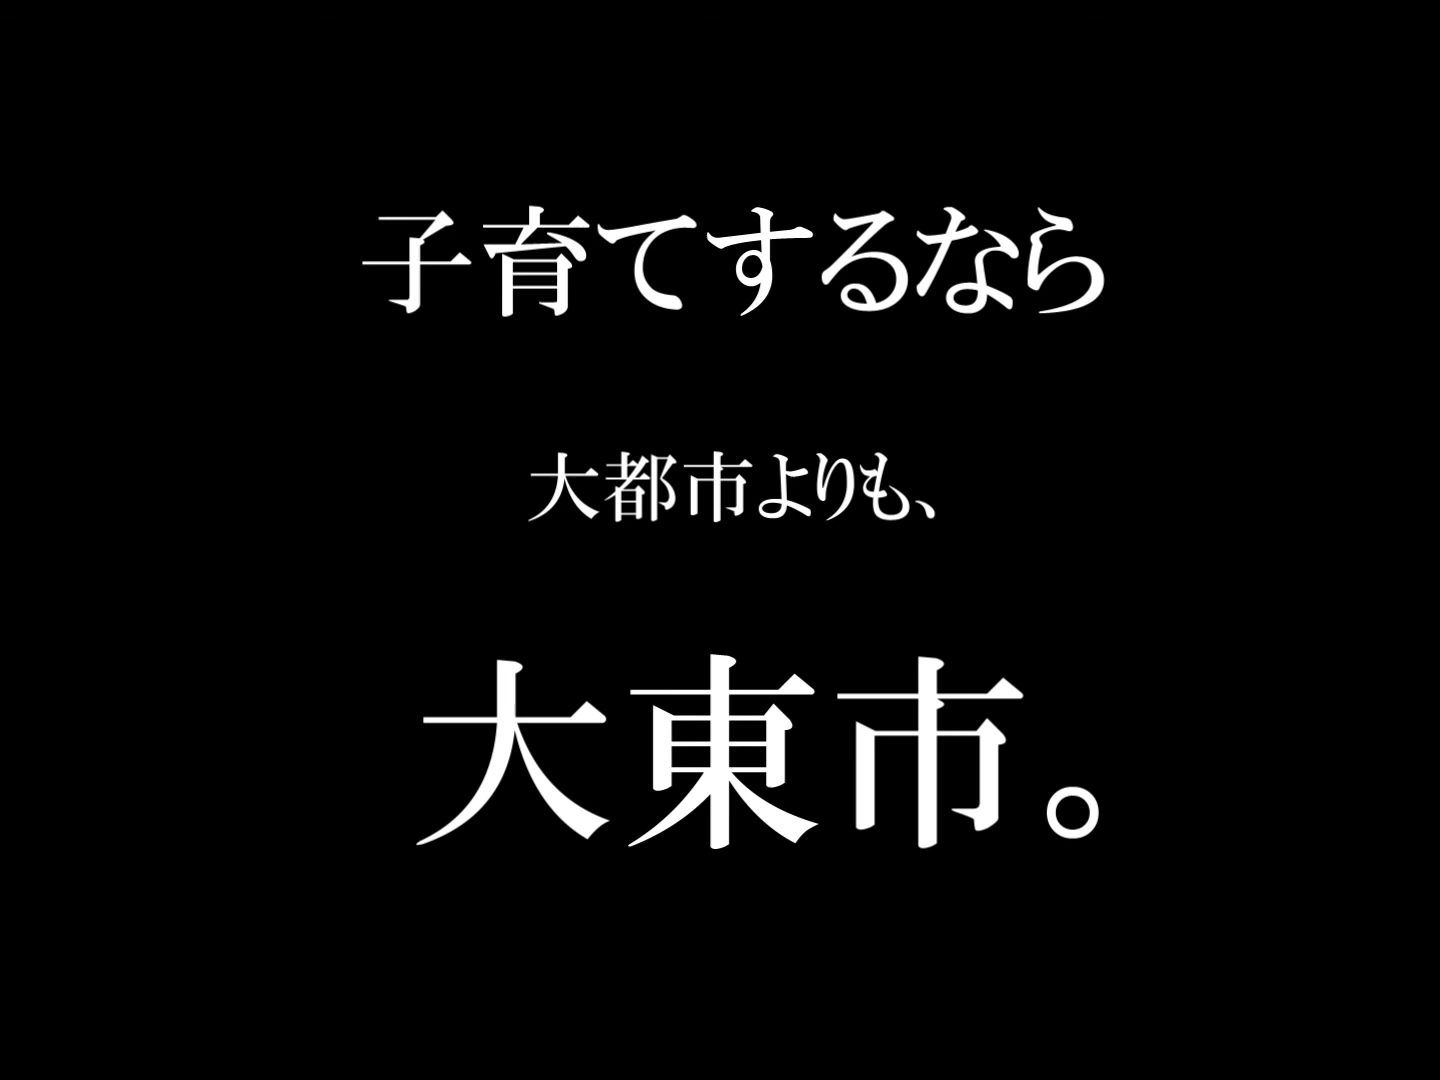 子育てするなら
大都市よりも、
大東市。